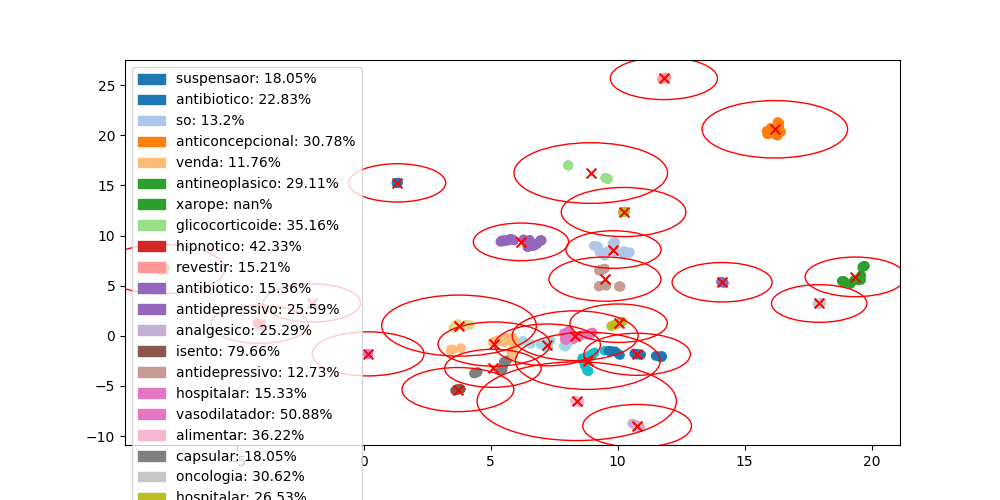 25
20
15
10
5
0
−5
−10
suspensaor: 18.05%
antibiotico: 22.83%
so: 13.2%
anticoncepcional: 30.78%
venda: 11.76%
antineoplasico: 29.11%
xarope: nan%
glicocorticoide: 35.16%
hipnotico: 42.33%
revestir: 15.21%
antibiotico: 15.36%
antidepressivo: 25.59%
analgesico: 25.29%
isento: 79.66%
antidepressivo: 12.73%
hospitalar: 15.33%
vasodilatador: 50.88%
alimentar: 36.22%
capsular: 18.05%
oncologia: 30.62%
hospitalar: 26.53%
−5 0 5 10 15 20